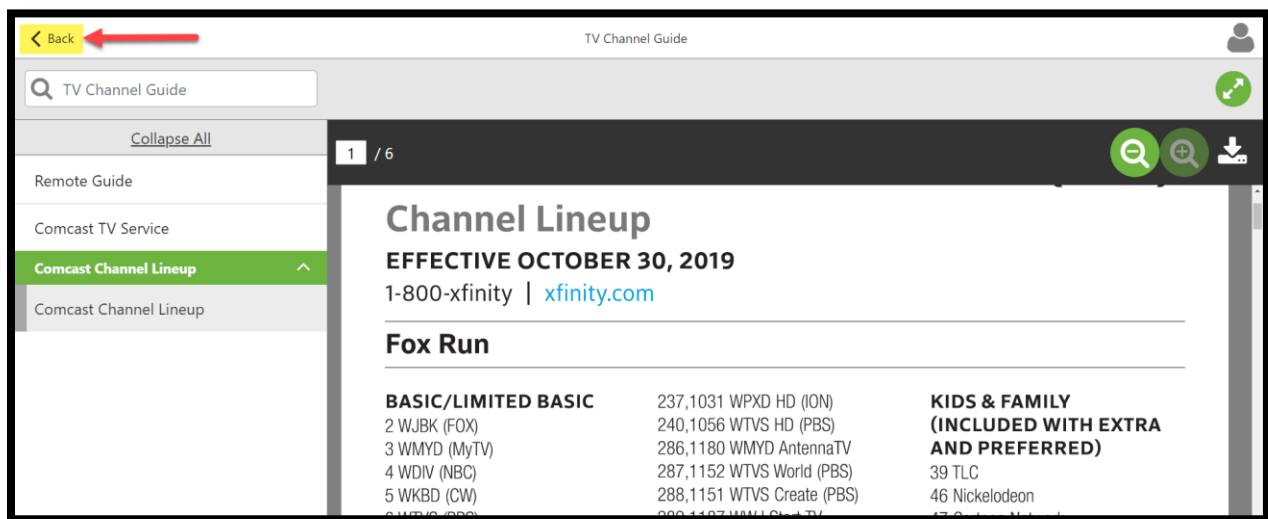 Back
TV Channel Guide
TV Channel Guide
Collapse All
Remote Guide
Comcast TV Service
Comcast Channel Lineup
Comcast Channel Lineup
1 / 6
Channel Lineup
EFFECTIVE OCTOBER 30, 2019
1-800-xfinity | xfinity.com
Fox Run
BASIC/LIMITED BASIC
2 WJBK (FOX)
3 WMYD (MyTV)
4 WDIV (NBC)
5 WKBD (CW)
237,1031 WPXD HD (ION)
240,1056 WTVS HD (PBS)
286,1180 WMYD AntennaTV
287,1152 WTVS World (PBS)
288,1151 WTVS Create (PBS)
KIDS & FAMILY
(INCLUDED WITH EXTRA
AND PREFERRED)
39 TLC
46 Nickelodeon